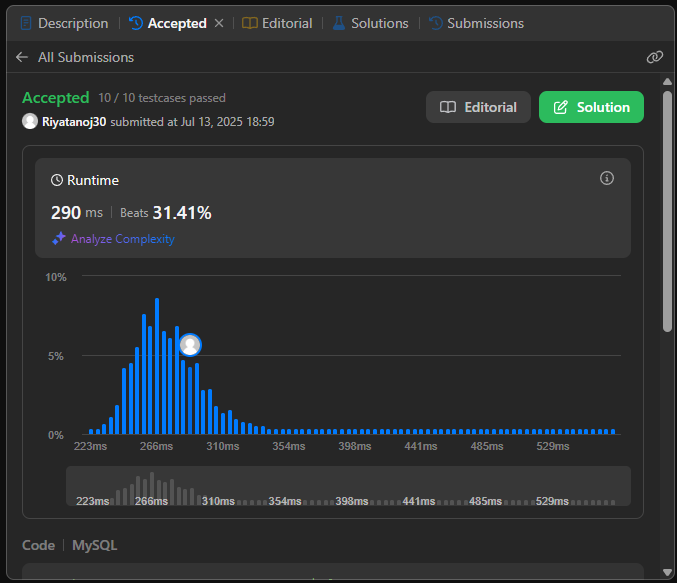 Description | Accepted × | Editorial | Solutions | Submissions
← All Submissions
Accepted 10 / 10 testcases passed
Riyatanoj30 submitted at Jul 13, 2025 18:59
Editorial
Solution
Runtime
290 ms | Beats 31.41%
Analyze Complexity
10%
5%
0%
223ms 266ms 310ms 354ms 398ms 441ms 485ms 529ms
223ms 266ms 310ms 354ms 398ms 441ms 485ms 529ms
Code | MySQL